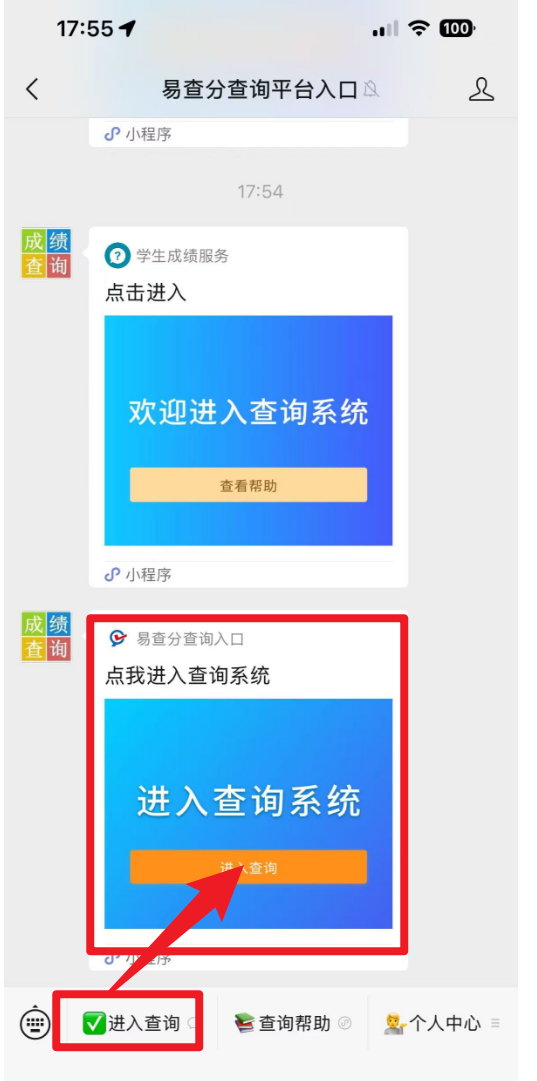 17:55
100
易查分查询平台入口
小程序
17:54
成绩查询
学生成绩服务
点击进入
欢迎进入查询系统
查看帮助
小程序
成绩查询
易查分查询入口
点我进入查询系统
进入查询系统
进入查询
小程序
进入查询
查询帮助
个人中心